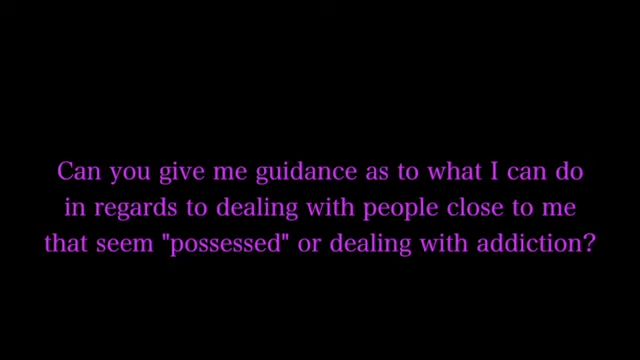 Can you give me guidance as to what I can do
in regards to dealing with people close to me
that seem "possessed" or dealing with addiction?